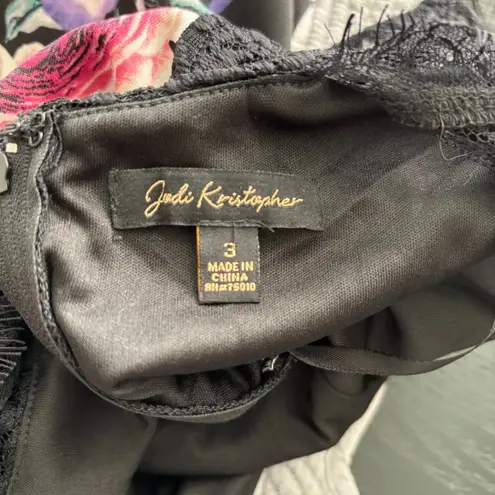 Jodi Kristopher
3
MADE IN
CHINA
RN#75010